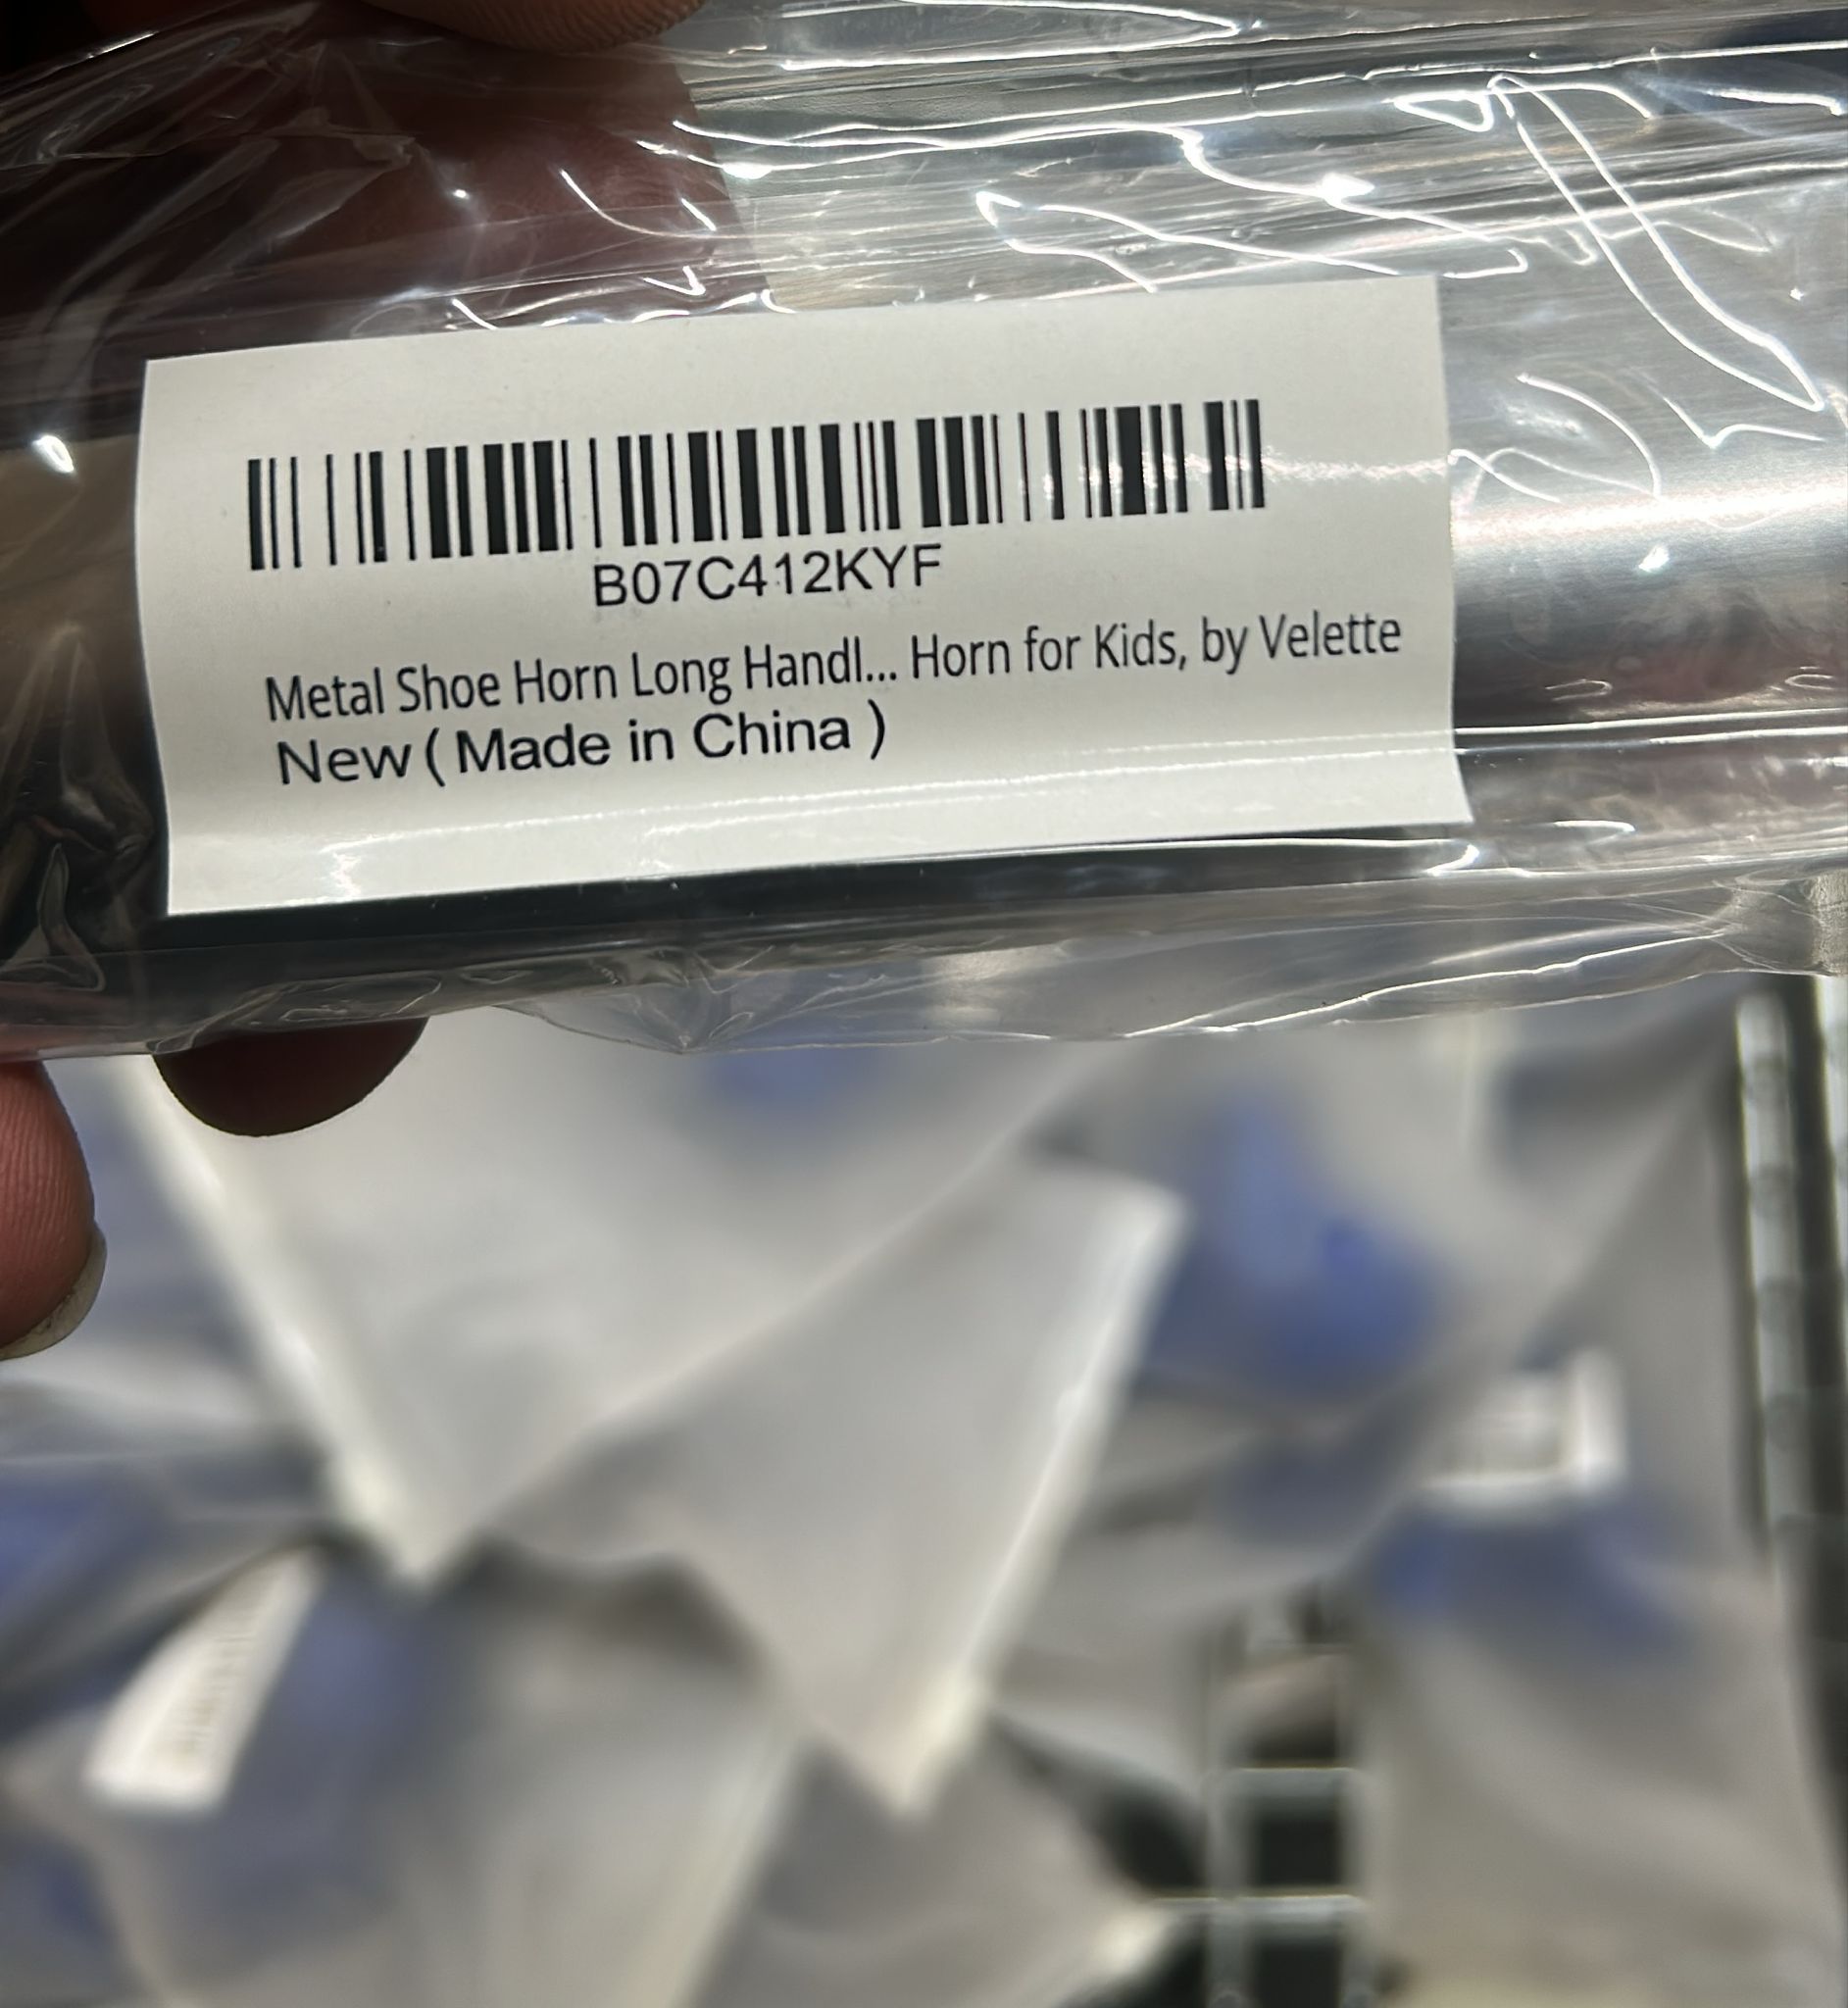 B07C412KYF
Metal Shoe Horn Long Handl... Horn for Kids, by Velette
New ( Made in China )